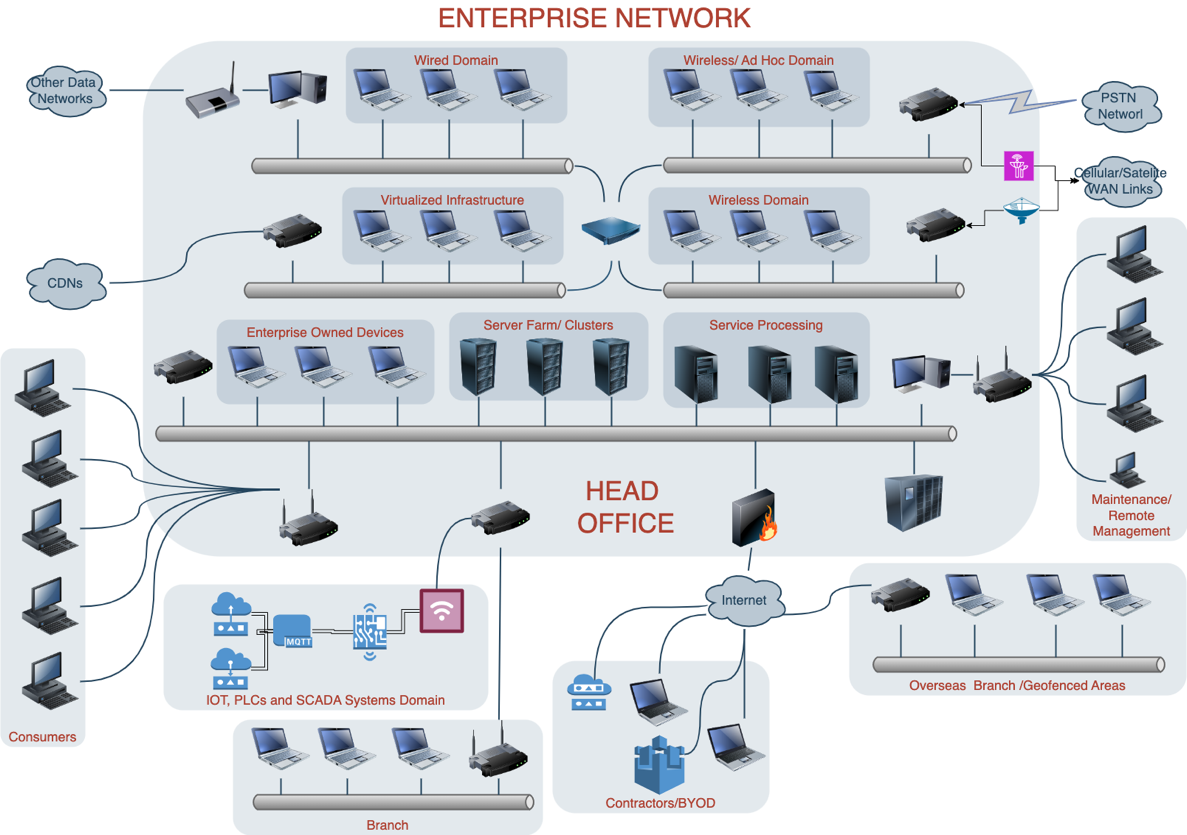 ENTERPRISE NETWORK
Wired Domain
Wireless/ Ad Hoc Domain
Other Data
Networks
PSTN
Networl
Cellular/Satelite
WAN Links
Virtualized Infrastructure
Wireless Domain
CDNs
Enterprise Owned Devices
Server Farm/ Clusters
Service Processing
HEAD
OFFICE
Maintenance/
Remote
Management
Internet
MQTT
IOT, PLCs and SCADA Systems Domain
Overseas Branch /Geofenced Areas
Consumers
Contractors/BYOD
Branch